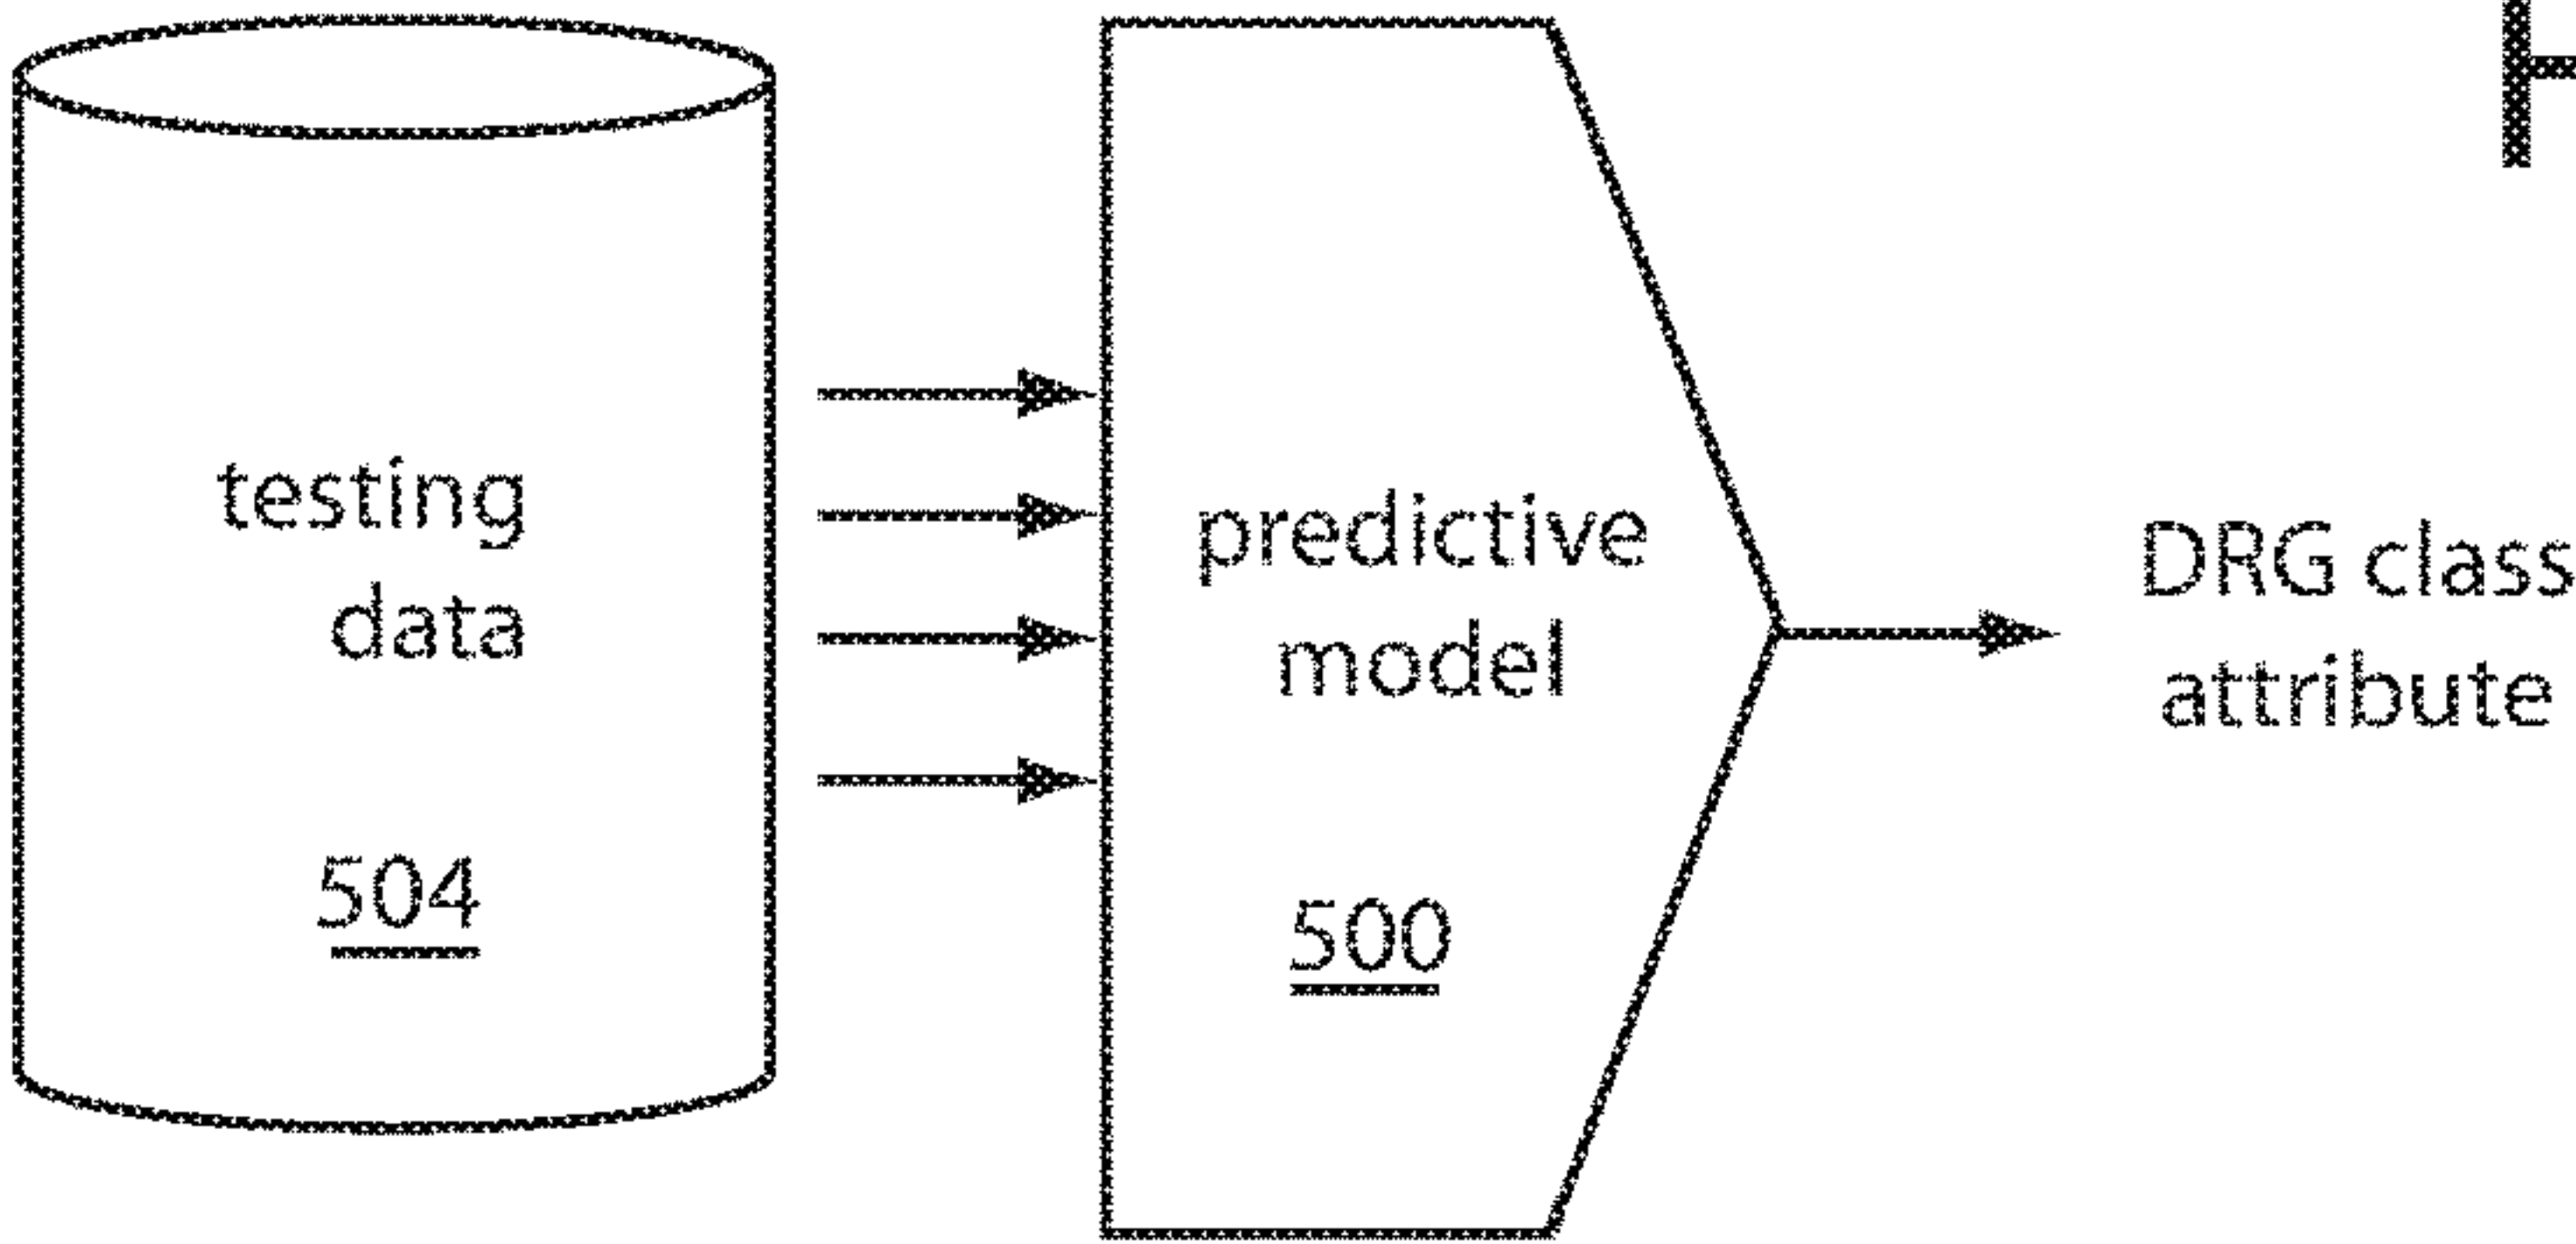 testing
data
504
predictive
model
500
DRG class
attribute